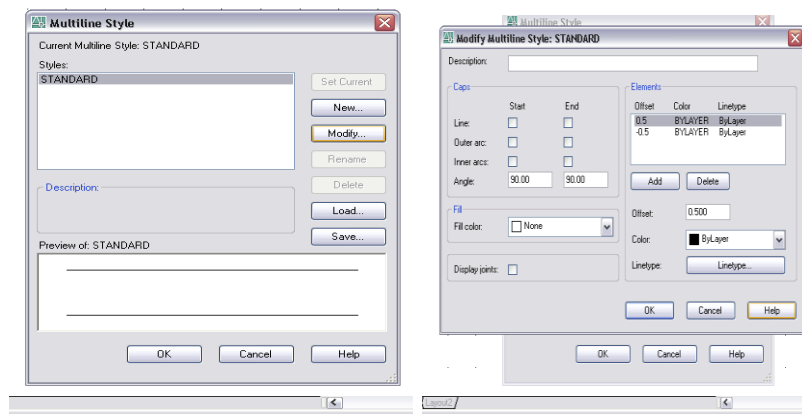 Multiline Style
Current Multiline Style: STANDARD
Styles:
STANDARD
Set Current
New...
Modify...
Rename
Delete
Load...
Save...
Description:
Preview of: STANDARD
OK Cancel Help
Multiline Style
Modify Multiline Style: STANDARD
Description:
Caps
Start End
Line:
Outer arc:
Inner arcs:
Angle: 90.00 90.00
Fill
Fill color: None
Display joints:
Elements
Offset Color Linetype
0.5 BYLAYER ByLayer
-0.5 BYLAYER ByLayer
Add Delete
Offset: 0.500
Color: ByLayer
Linetype: Linetype...
OK Cancel Help
OK Cancel Help
Layout2